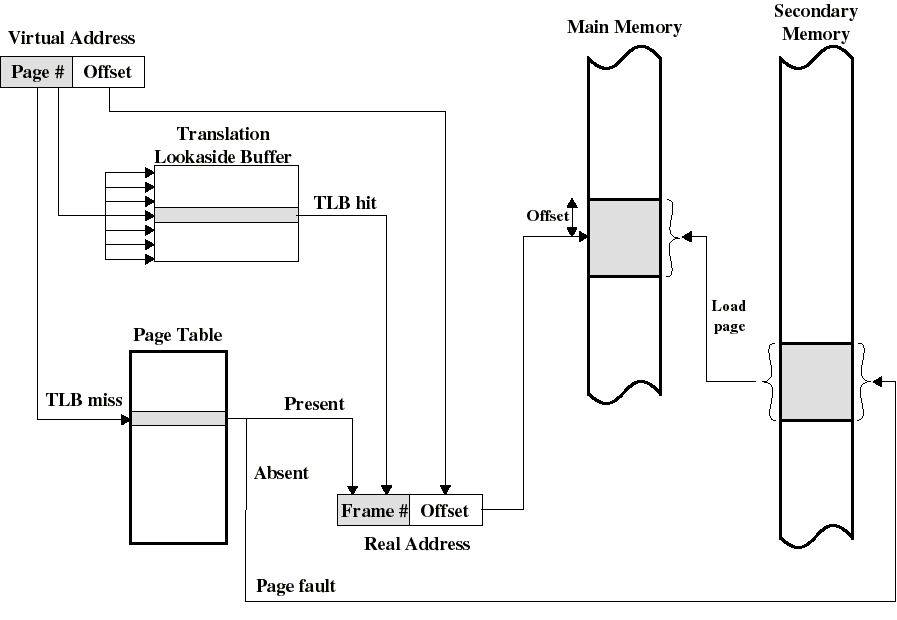 Virtual Address
Page #
Offset
Main Memory
Secondary
Memory
Translation
Lookaside Buffer
TLB hit
Offset
Load
page
Page Table
TLB miss
Present
Absent
Frame #
Offset
Real Address
Page fault